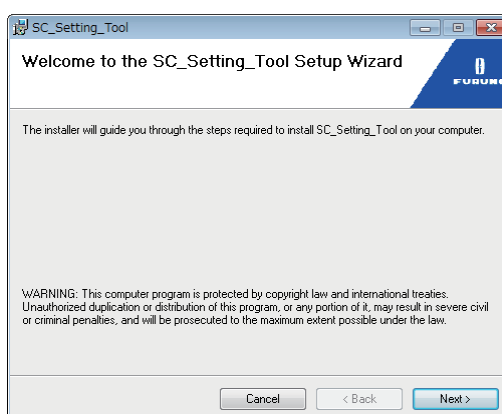 SC_Setting_Tool
Welcome to the SC_Setting_Tool Setup Wizard
FURUNO
The installer will guide you through the steps required to install SC_Setting_Tool on your computer.
WARNING: This computer program is protected by copyright law and international treaties.
Unauthorized duplication or distribution of this program, or any portion of it, may result in severe civil
or criminal penalties, and will be prosecuted to the maximum extent possible under the law.
Cancel
< Back
Next >